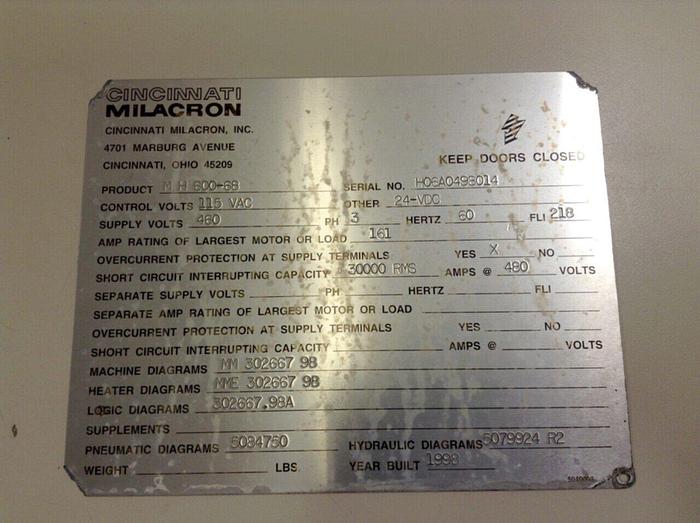 CINCINNATI
MILACRON
CINCINNATI MILACRON, INC.
4701 MARBURG AVENUE
CINCINNATI, OHIO 45209
KEEP DOORS CLOSED
PRODUCT M H 600-68 SERIAL NO. H06A0498014
CONTROL VOLTS 115 VAC OTHER 24-VDC
SUPPLY VOLTS 460 PH 3 HERTZ 60 FLI 218
AMP RATING OF LARGEST MOTOR OR LOAD 161
OVERCURRENT PROTECTION AT SUPPLY TERMINALS YES X NO
SHORT CIRCUIT INTERRUPTING CAPACITY 30000 RMS AMPS @ 480 VOLTS
SEPARATE SUPPLY VOLTS PH HERTZ FLI
SEPARATE AMP RATING OF LARGEST MOTOR OR LOAD
OVERCURRENT PROTECTION AT SUPPLY TERMINALS YES NO
SHORT CIRCUIT INTERRUPTING CAPACITY AMPS @ VOLTS
MACHINE DIAGRAMS MM 302667 98
HEATER DIAGRAMS MME 302667 98
LOGIC DIAGRAMS 302667.98A
SUPPLEMENTS
PNEUMATIC DIAGRAMS 5084750 HYDRAULIC DIAGRAMS 5079924 R2
WEIGHT LBS. YEAR BUILT 1998